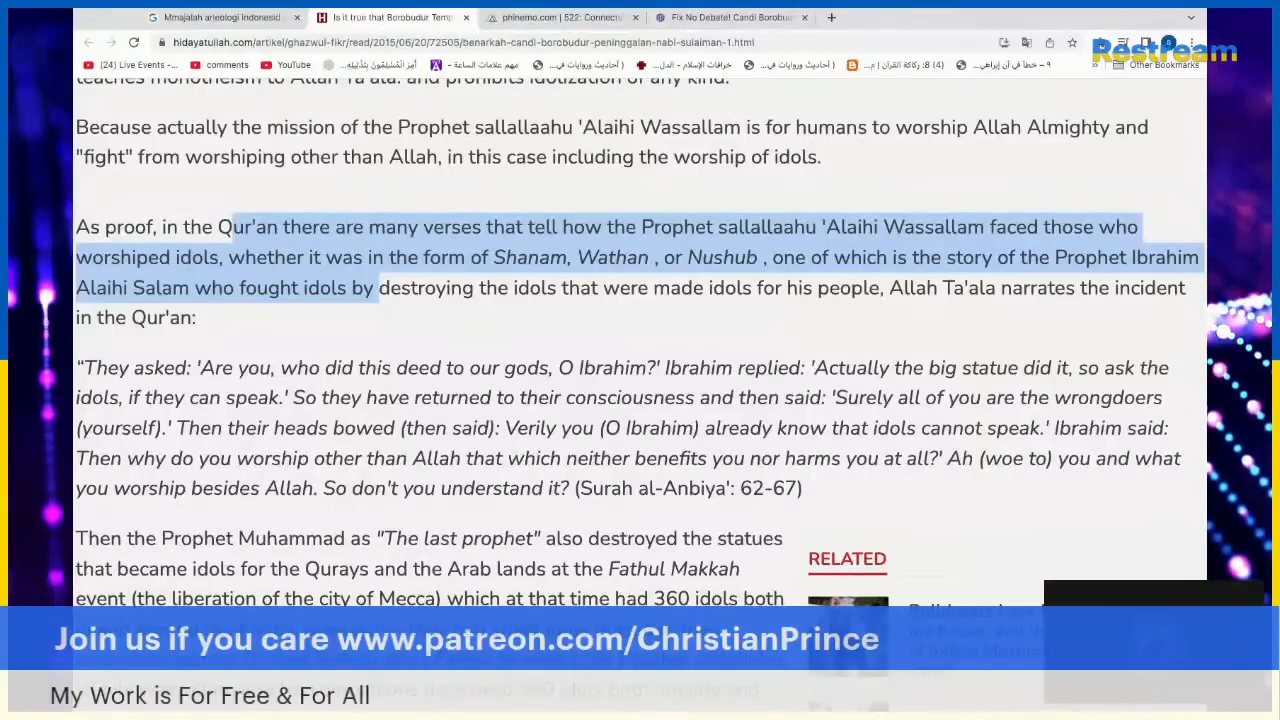 Mmajalah arleologi indonesid
Is it true that Borobudur Temp
phinemo.com | 522: Connecti
Fix No Debate! Candi Borobu
hidayatullah.com/artikel/ghazwul-fikr/read/2015/06/20/72505/benarkah-candi-borobudur-peninggalan-nabi-sulaiman-1.html
Restream
(24) Live Events -...
comments
YouTube
مهم علامات الساعة -...
( أحاديث وروايات في...
خرافات الإسلام - الدل...
( أحاديث وروايات في...
Other Bookmarks
teaches monotheism to Allah Ta'ala. and prohibits idolization of any kind.
Because actually the mission of the Prophet sallallaahu 'Alaihi Wassallam is for humans to worship Allah Almighty and
"fight" from worshiping other than Allah, in this case including the worship of idols.
As proof, in the Qur'an there are many verses that tell how the Prophet sallallaahu 'Alaihi Wassallam faced those who
worshiped idols, whether it was in the form of Shanam, Wathan , or Nushub , one of which is the story of the Prophet Ibrahim
Alaihi Salam who fought idols by destroying the idols that were made idols for his people, Allah Ta'ala narrates the incident
in the Qur'an:
“They asked: 'Are you, who did this deed to our gods, O Ibrahim?' Ibrahim replied: 'Actually the big statue did it, so ask the
idols, if they can speak.' So they have returned to their consciousness and then said: 'Surely all of you are the wrongdoers
(yourself).' Then their heads bowed (then said): Verily you (O Ibrahim) already know that idols cannot speak.' Ibrahim said:
Then why do you worship other than Allah that which neither benefits you nor harms you at all?' Ah (woe to) you and what
you worship besides Allah. So don't you understand it? (Surah al-Anbiya': 62-67)
Then the Prophet Muhammad as "The last prophet" also destroyed the statues
that became idols for the Qurays and the Arab lands at the Fathul Makkah
event (the liberation of the city of Mecca) which at that time had 360 idols both
RELATED
Join us if you care www.patreon.com/ChristianPrince
My Work is For Free & For All